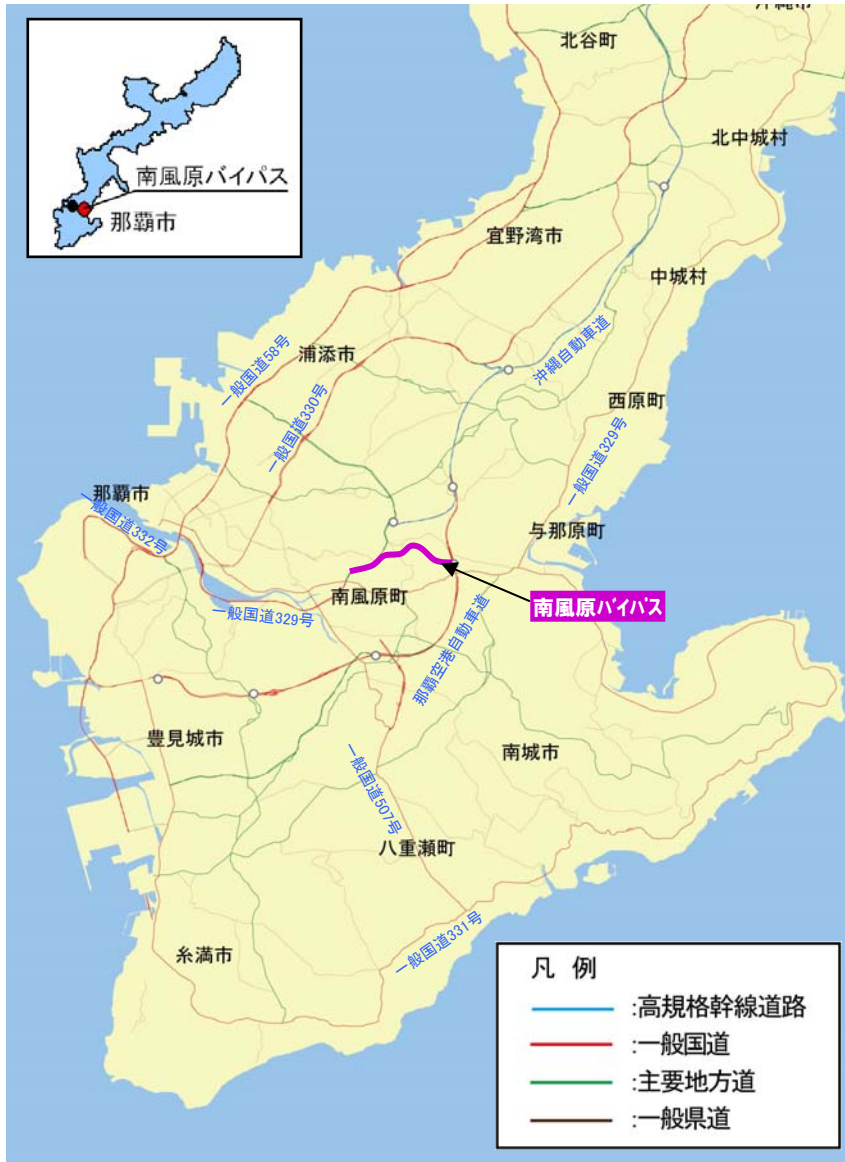 沖縄市
北谷町
南風原バイパス
那覇市
北中城村
宜野湾市
中城村
一般国道58号
浦添市
沖縄自動車道
一般国道330号
西原町
一般国道329号
那覇市
一般国道332号
与那原町
南風原町
一般国道329号
南風原バイパス
那覇空港自動車道
豊見城市
南城市
一般国道507号
八重瀬町
一般国道331号
糸満市
凡 例
:高規格幹線道路
:一般国道
:主要地方道
:一般県道